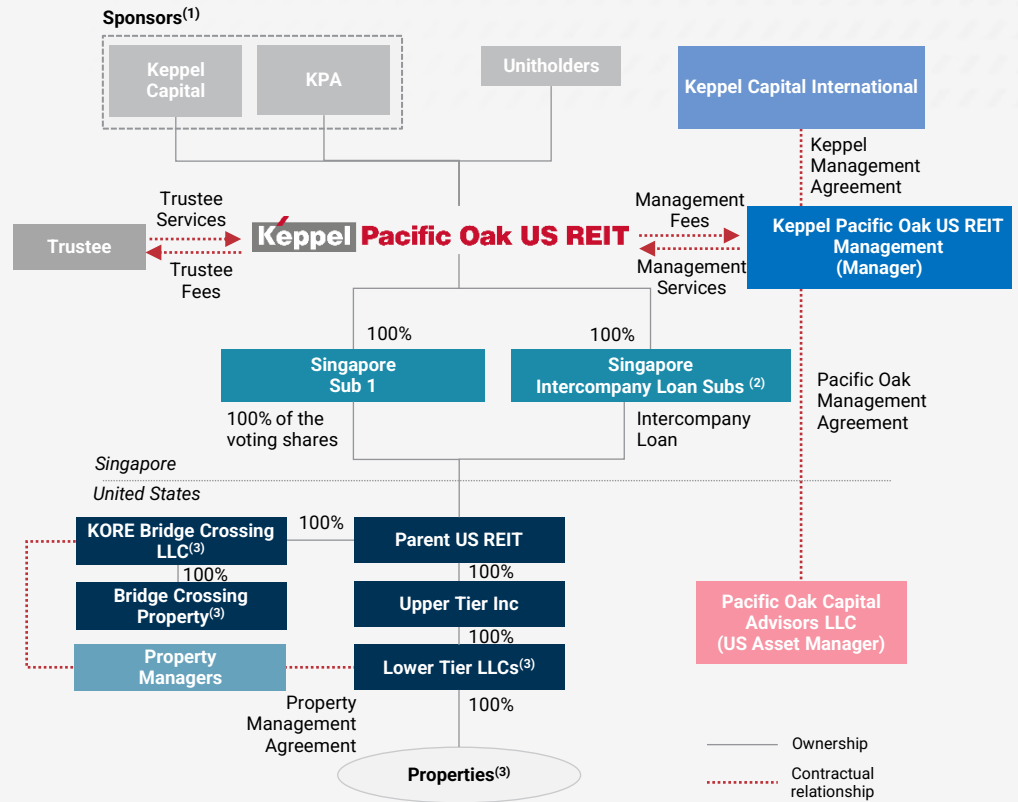 Sponsors(1)
Keppel
Capital
KPA
Unitholders
Keppel Capital International
Keppel
Management
Agreement
Trustee
Trustee
Services
Trustee
Fees
Keppel Pacific Oak US REIT
Management
Fees
Management
Services
Keppel Pacific Oak US REIT
Management
(Manager)
100%
100%
Singapore
Sub 1
Singapore
Intercompany Loan Subs (2)
Pacific Oak
Management
Agreement
100% of the
voting shares
Intercompany
Loan
Singapore
United States
KORE Bridge Crossing
LLC(3)
100%
Parent US REIT
100%
100%
Bridge Crossing
Property(3)
Upper Tier Inc
Pacific Oak Capital
Advisors LLC
(US Asset Manager)
100%
Property
Managers
Lower Tier LLCs(3)
Property
Management
Agreement
100%
Properties(3)
Ownership
Contractual
relationship